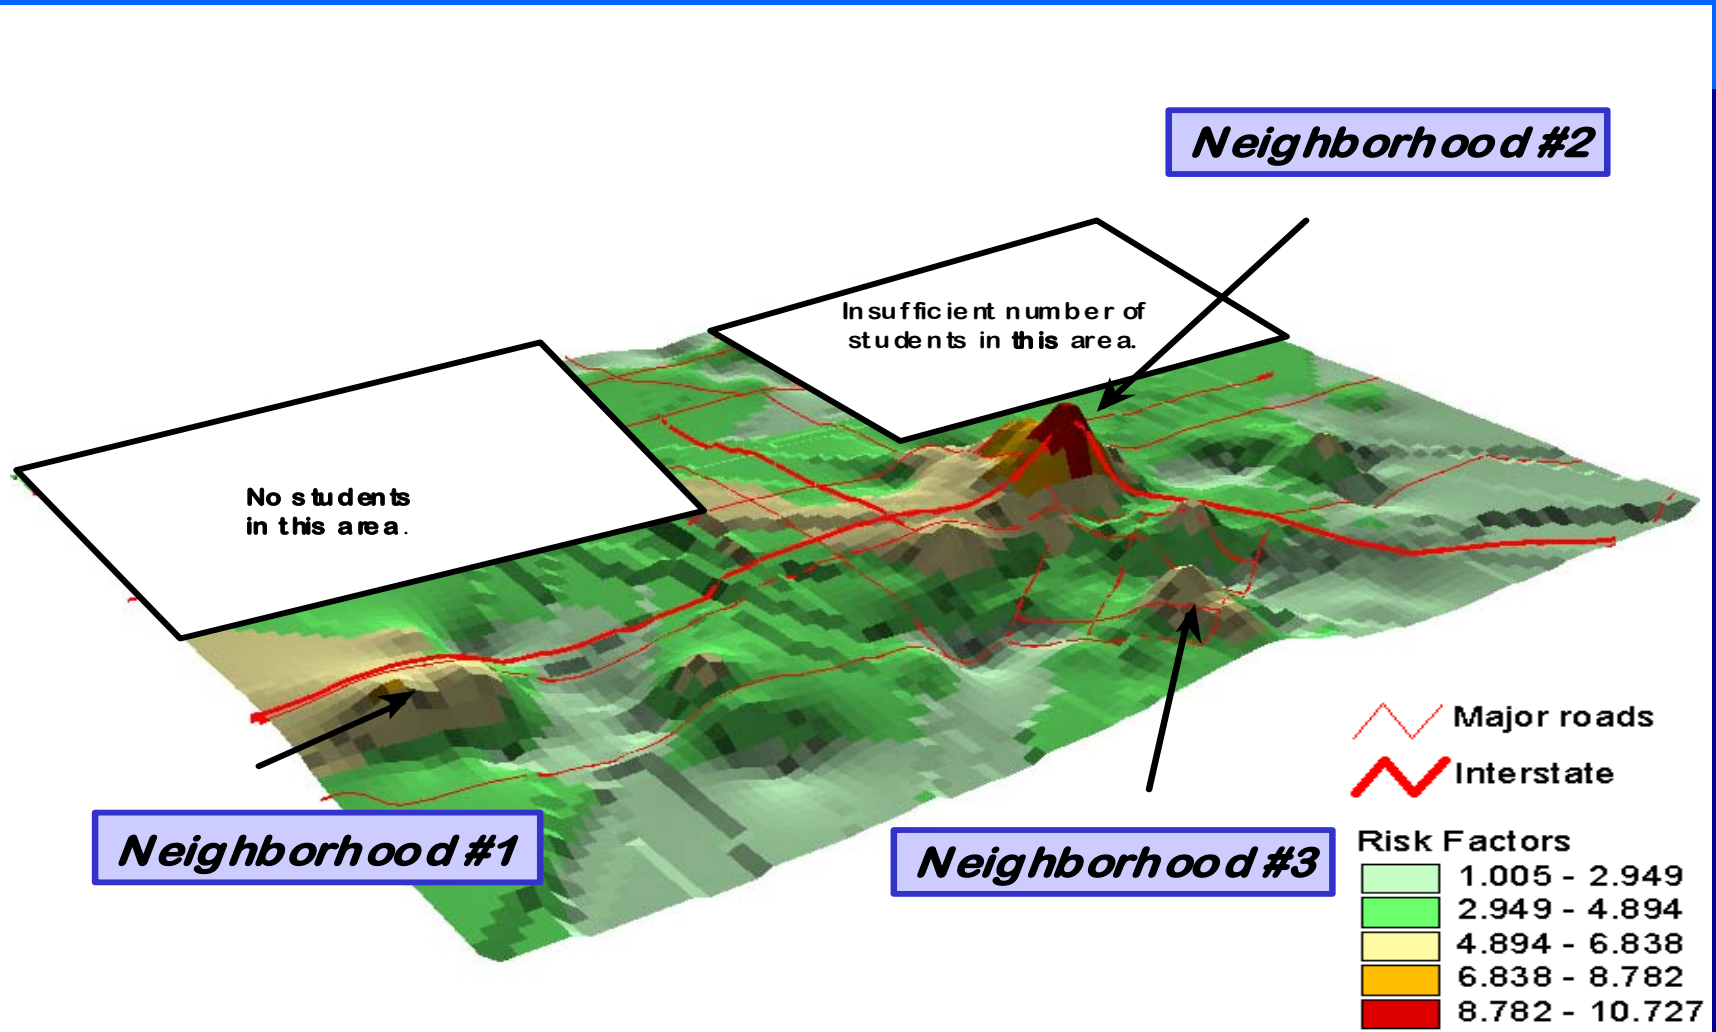 Neighborhood #2
Insufficient number of
students in this area.
No students
in this area.
Neighborhood #1
Neighborhood #3
Major roads
Interstate
Risk Factors
1.005 - 2.949
2.949 - 4.894
4.894 - 6.838
6.838 - 8.782
8.782 - 10.727